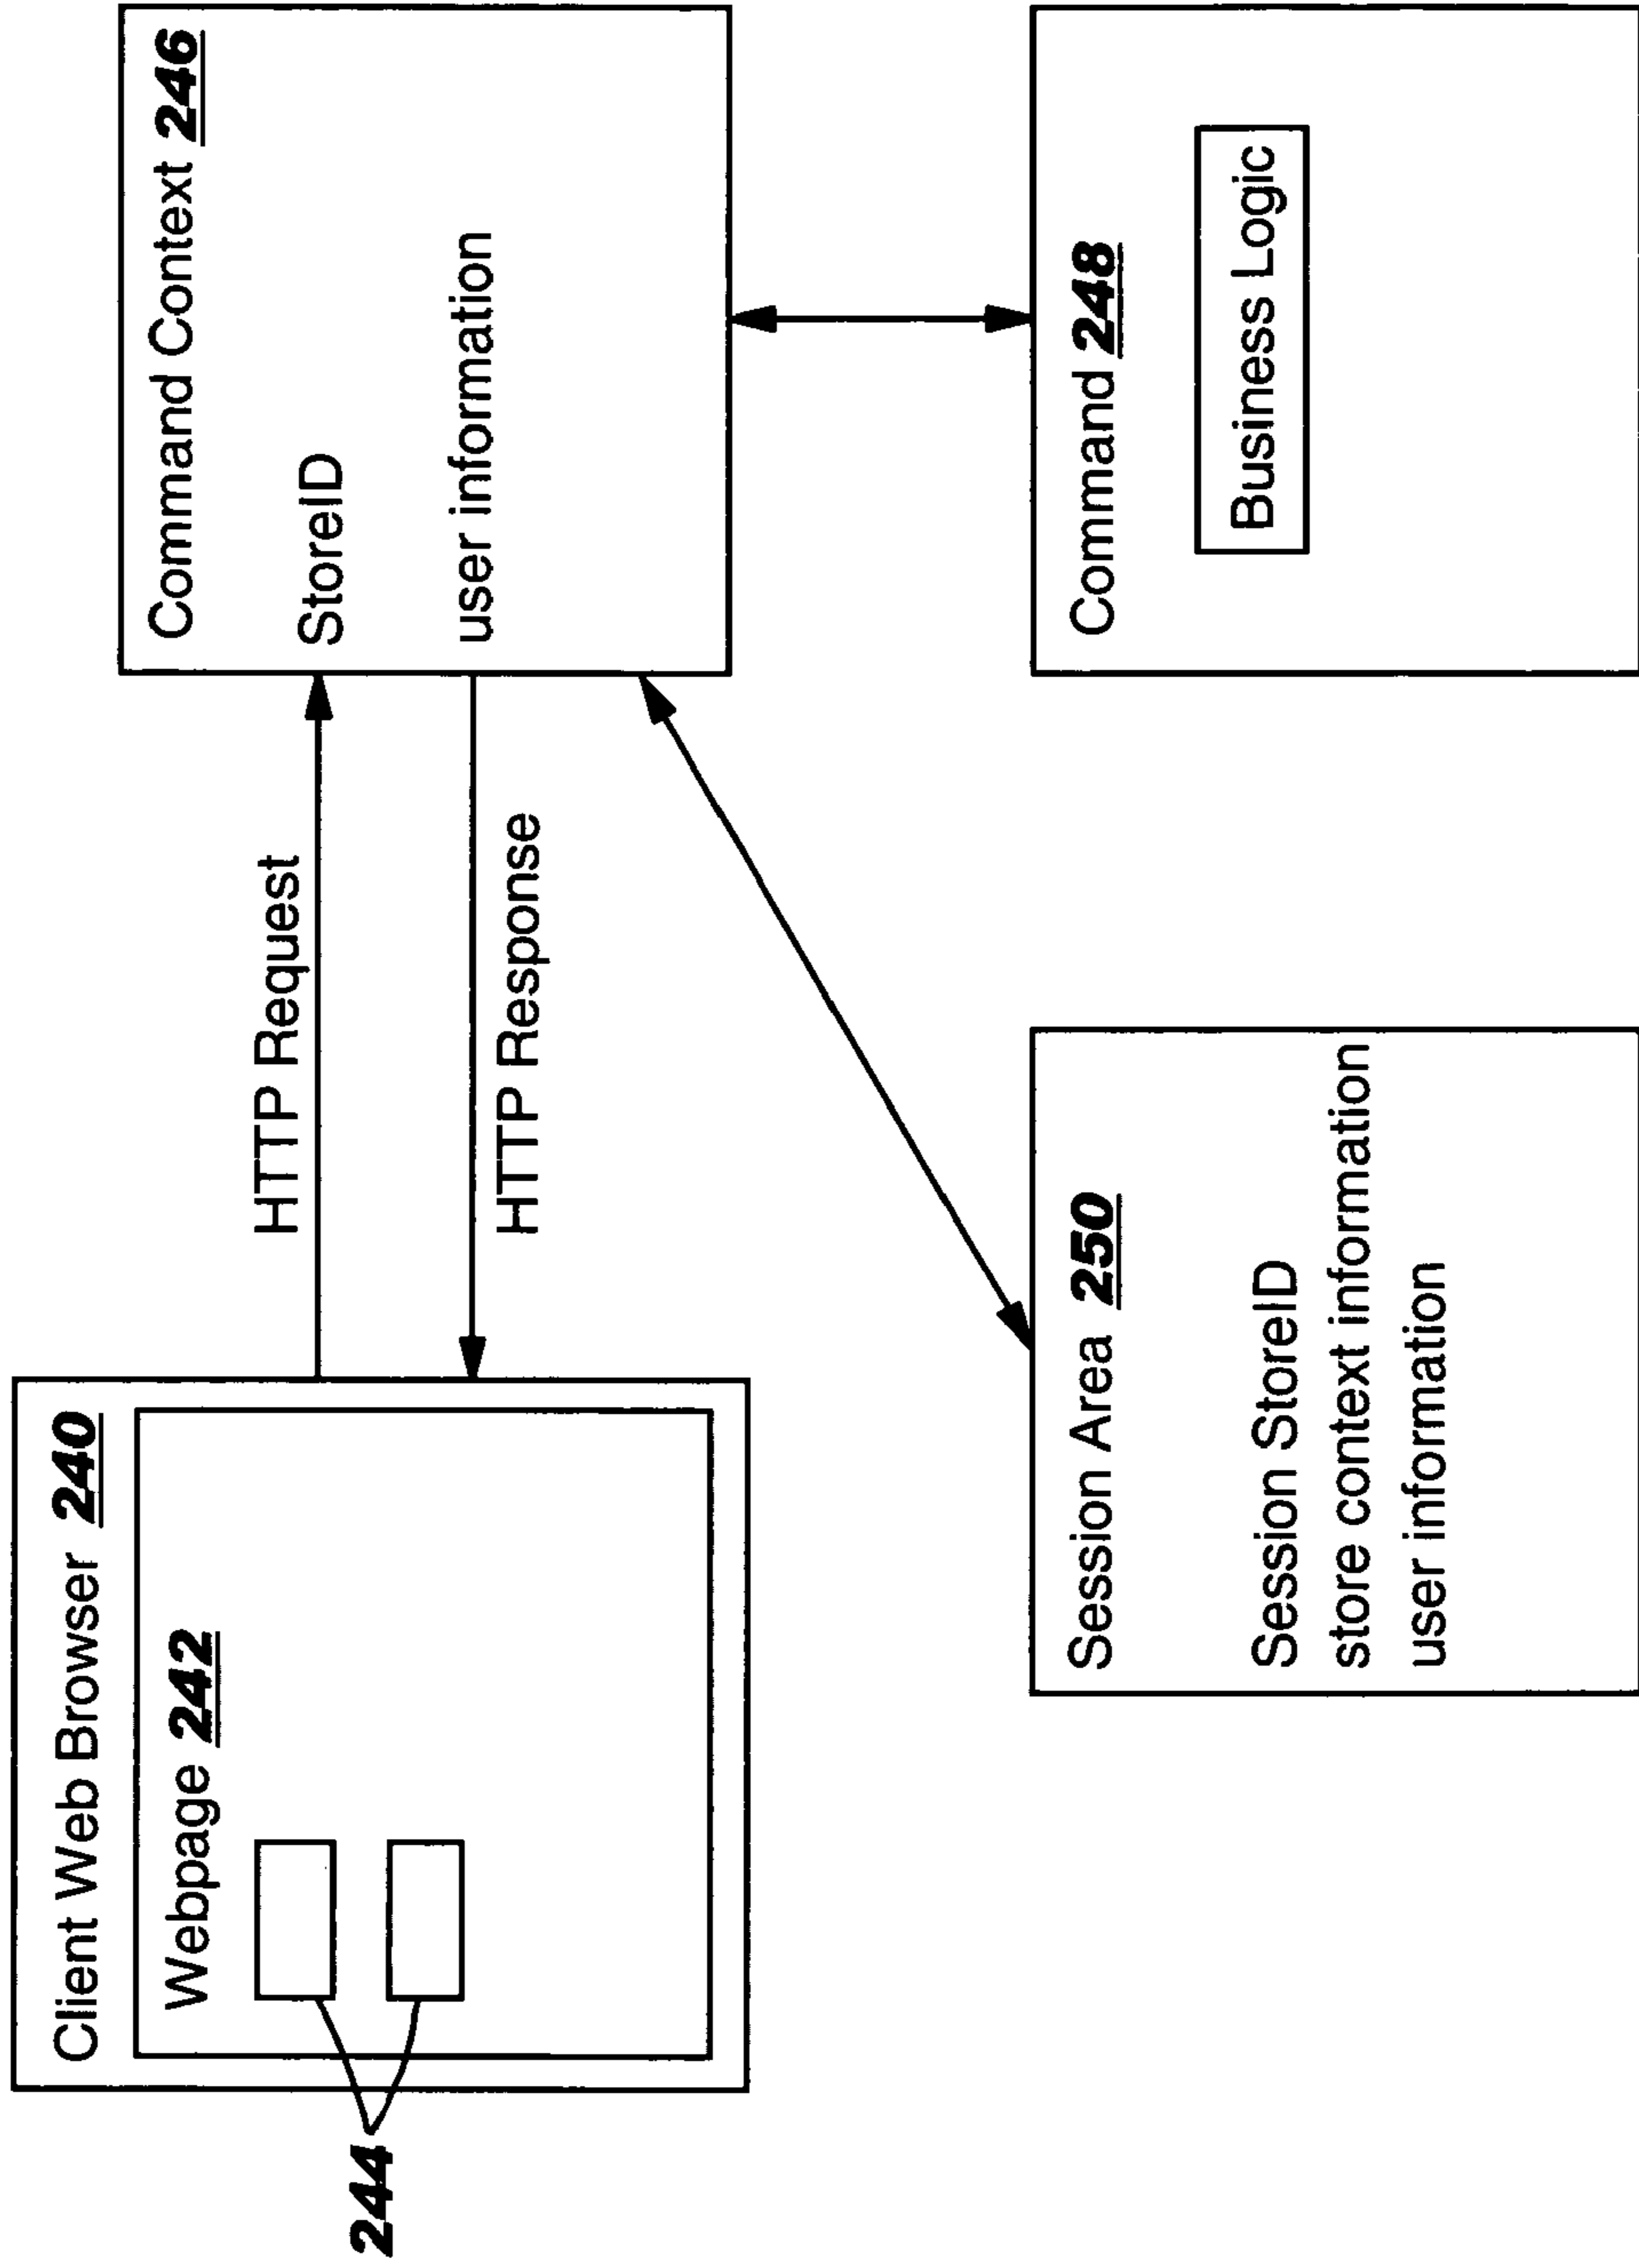 Client Web Browser 240
Webpage 242
244
HTTP Request
HTTP Response
Command Context 246
StoreID
user information
Session Area 250
Session StoreID
store context information
user information
Command 248
Business Logic